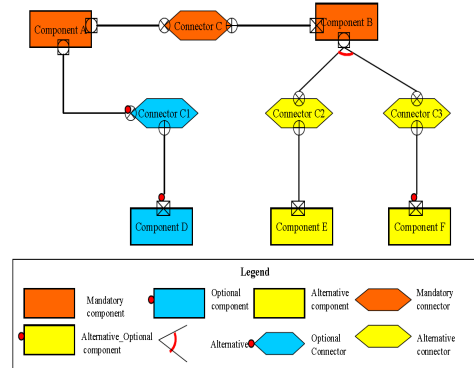 Component A
Connector C
Component B
Connector C1
Connector C2
Connector C3
Component D
Component E
Component F
Legend
Mandatory
component
Optional
component
Alternative
component
Mandatory
connector
Alternative_Optional
component
Alternative
Optional
Connector
Alternative
connector